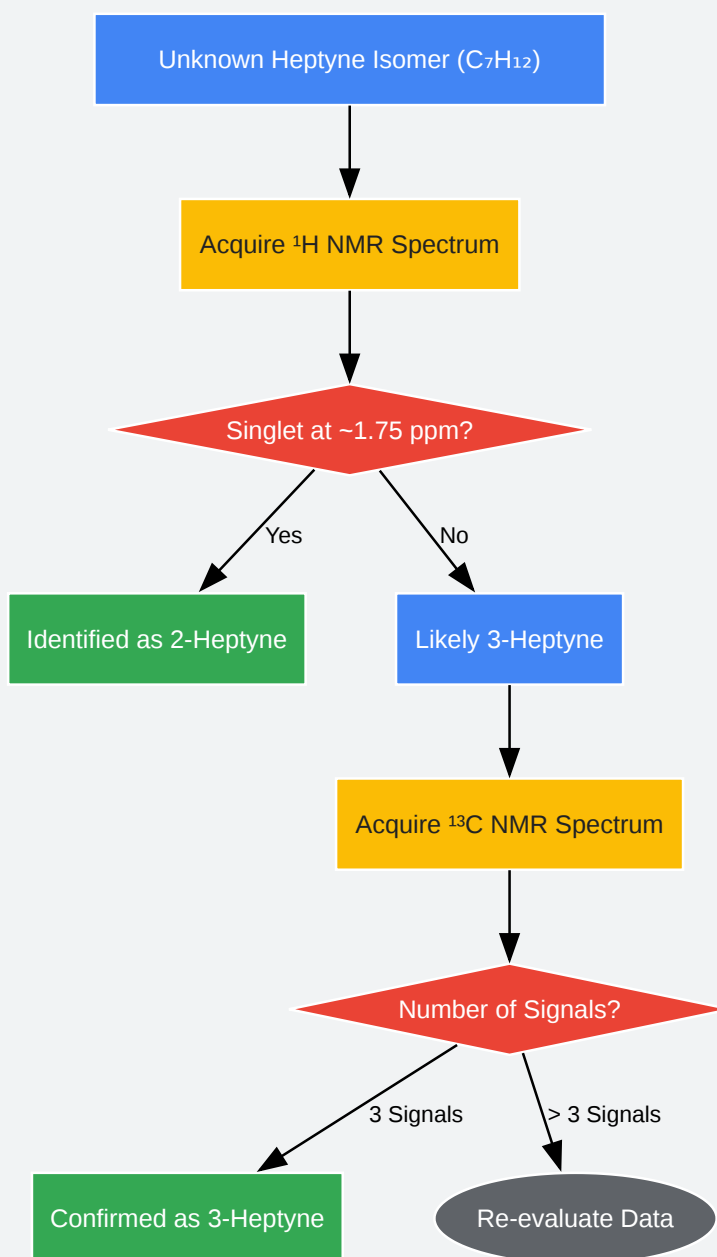 Unknown Heptyne Isomer (C₇H₁₂)
Acquire ¹H NMR Spectrum
Singlet at ~1.75 ppm?
Yes
No
Identified as 2-Heptyne
Likely 3-Heptyne
Acquire ¹³C NMR Spectrum
Number of Signals?
3 Signals
> 3 Signals
Confirmed as 3-Heptyne
Re-evaluate Data